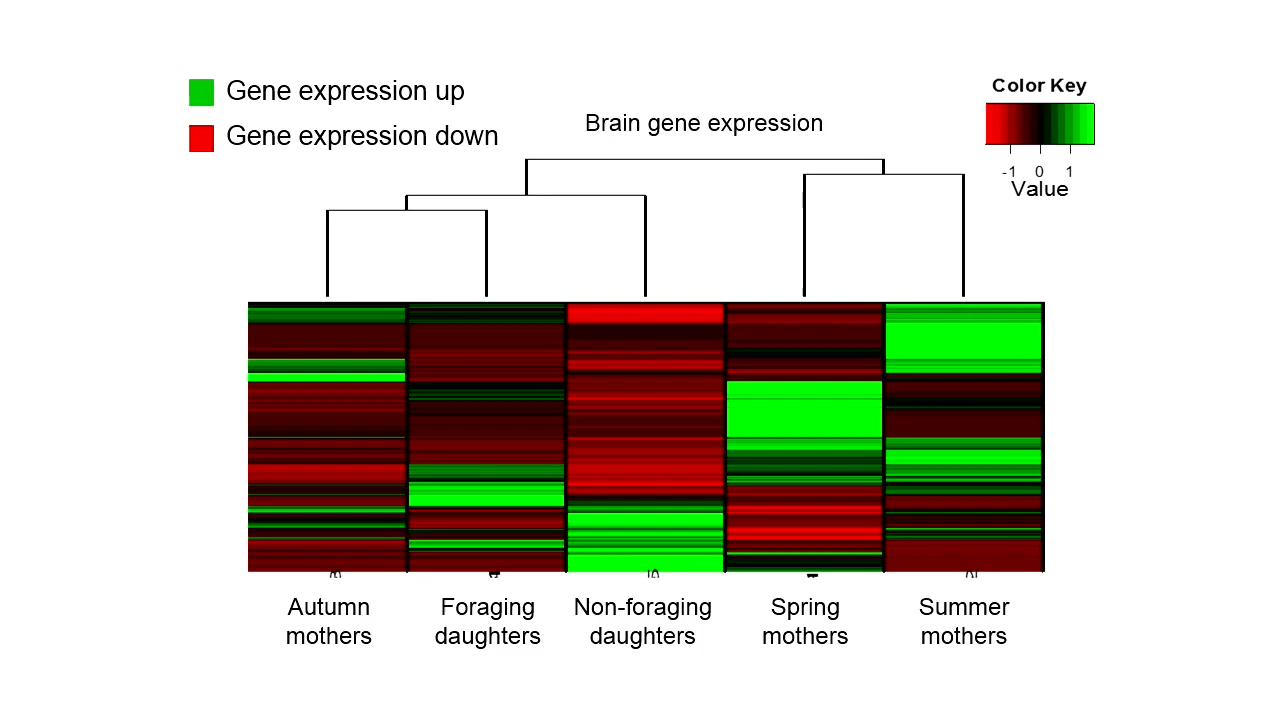 Gene expression up
Gene expression down
Brain gene expression
Color Key
-1 0 1
Value
Autumn
mothers
Foraging
daughters
Non-foraging
daughters
Spring
mothers
Summer
mothers